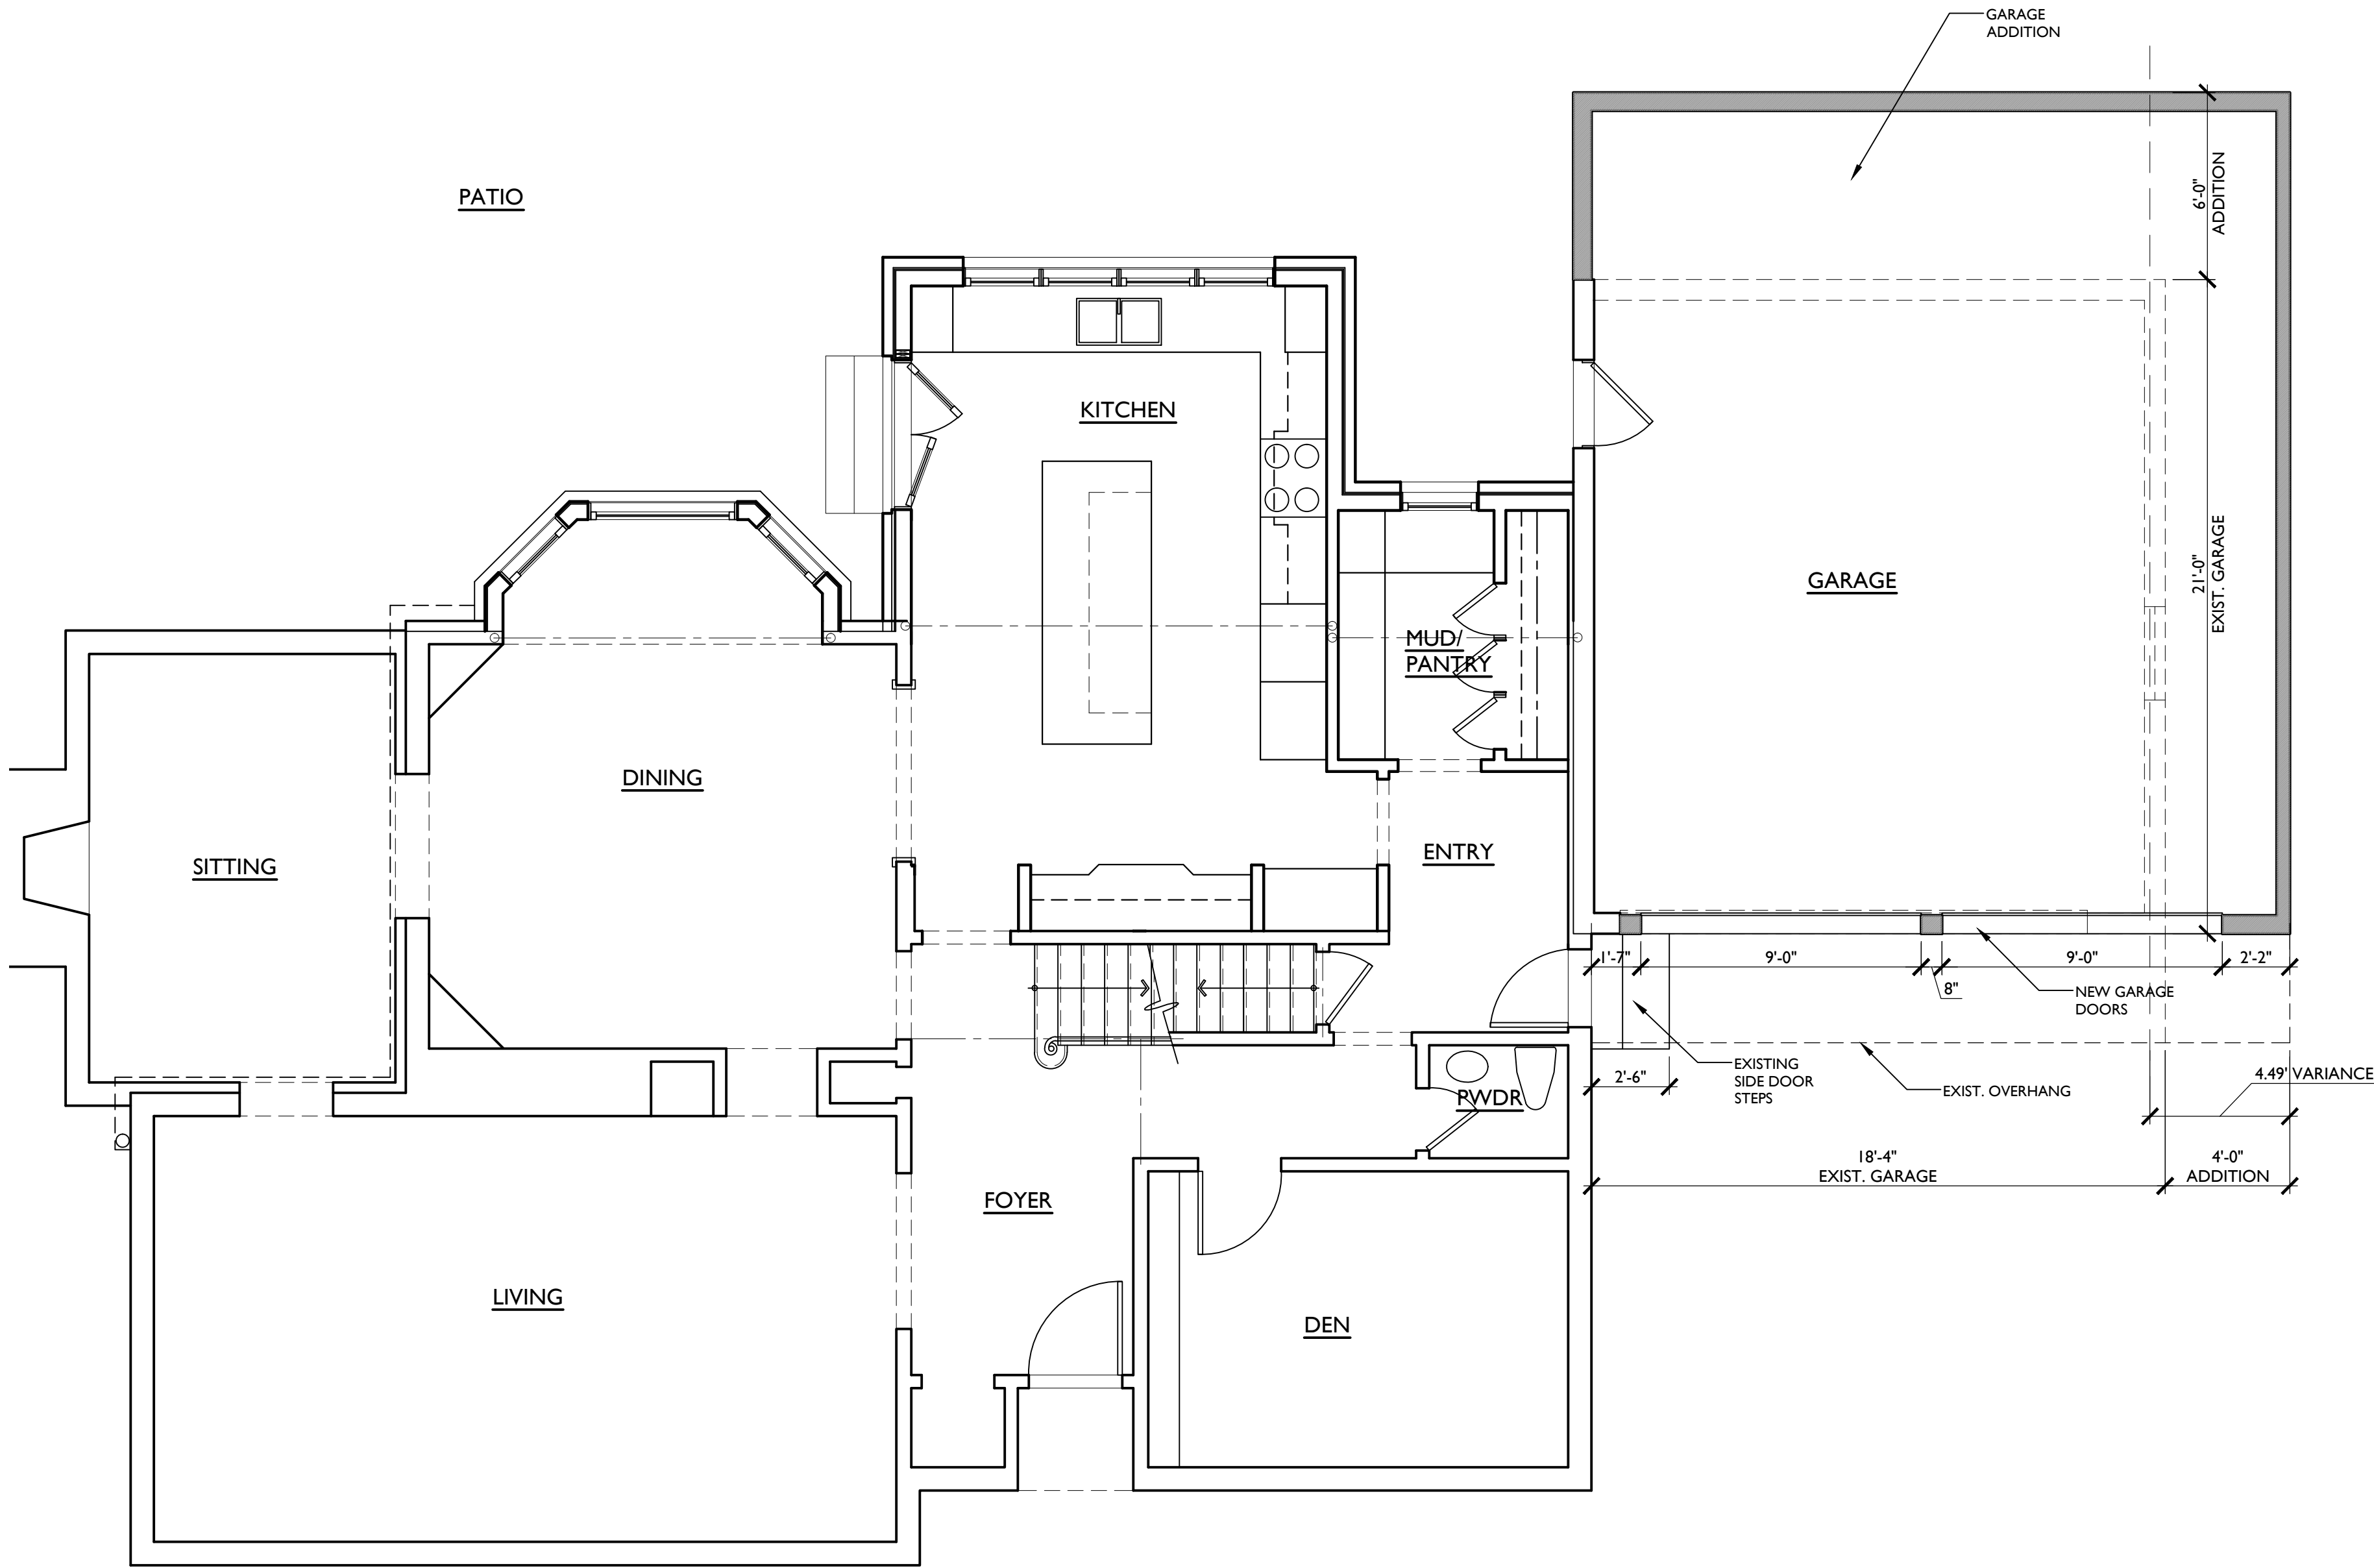 GARAGE
ADDITION
PATIO
6'-0"
ADDITION
KITCHEN
GARAGE
21'-0"
EXIST. GARAGE
MUD/
PANTRY
DINING
ENTRY
SITTING
1'-7"
9'-0"
8"
9'-0"
2'-2"
NEW GARAGE
DOORS
EXISTING
SIDE DOOR
STEPS
2'-6"
EXIST. OVERHANG
4.49' VARIANCE
PWDR
18'-4"
EXIST. GARAGE
4'-0"
ADDITION
FOYER
LIVING
DEN